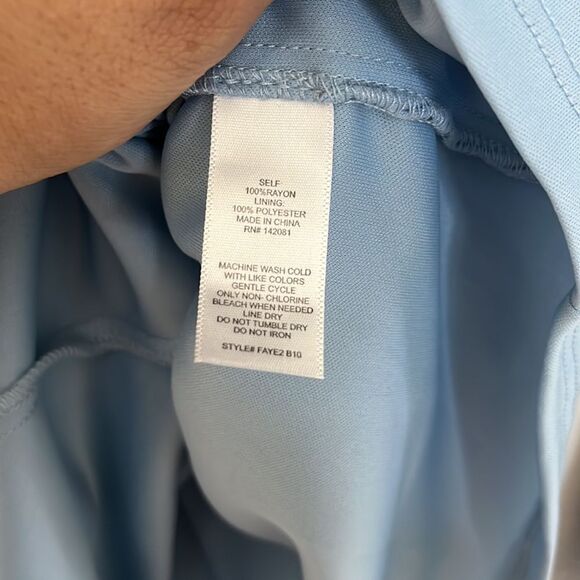 SELF
100%RAYON
LINING:
100% POLYESTER
MADE IN CHINA
RN# 142081
MACHINE WASH COLD
WITH LIKE COLORS
GENTLE CYCLE
ONLY NON- CHLORINE
BLEACH WHEN NEEDED
LINE DRY
DO NOT TUMBLE DRY
DO NOT IRON
STYLE# FAYE2 B10